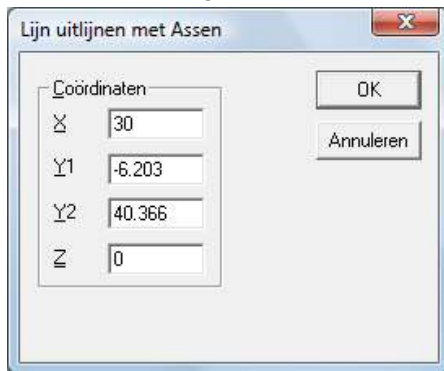 Lijn uitlijnen met Assen
Coördinaten
X 30
Y1 -6.203
Y2 40.366
Z 0
OK
Annuleren